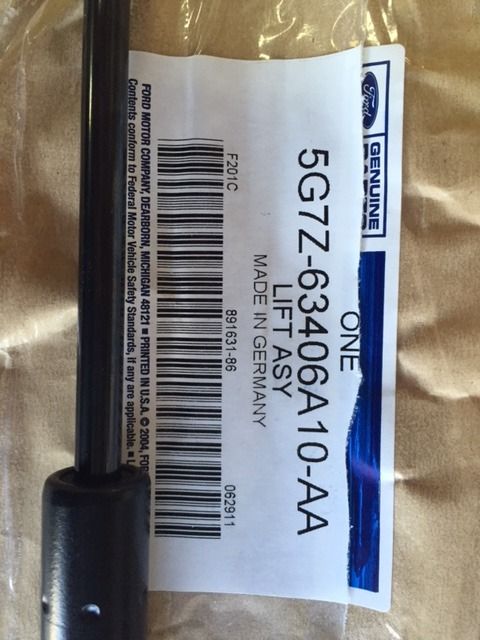 Ford
GENUINE
ONE
5G7Z-63406A10-AA
LIFT ASY
MADE IN GERMANY
F201C 891631-86 062911
FORD MOTOR COMPANY, DEARBORN, MICHIGAN 48121 ■ PRINTED IN U.S.A. © 2004, FO
Contents conform to Federal Motor Vehicle Safety Standards, if any are applicable. ■